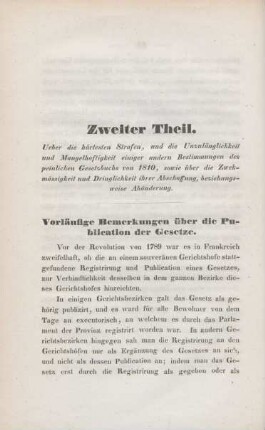 Zweiter Theil.
Ueber die härtesten Strafen, und die Unzulänglichkeit
und Mangelhaftigkeit einiger andern Bestimmungen des
peinlichen Gesetzbuchs von 1810, sowie über die Zwek-
mässigkeit und Dringlichkeit ihrer Abschaffung, beziehungs-
weise Abänderung.
Vorläufige Bemerkungen über die Pu-
blication der Gesetze.
Vor der Revolution von 1789 war es in Frankreich
zweifelhaft, ob die an einem souveränen Gerichtshofe statt-
gefundene Registrirung und Publication eines Gesetzes,
zur Verbindlichkeit desselben in dem ganzen Bezirke die-
ses Gerichtshofes hinreichten.
In einigen Gerichtsbezirken galt das Gesetz als ge-
hörig publizirt, und es ward für alle Bewohner von dem
Tage an executorisch, an welchem es durch das Parla-
ment der Provinz registrirt worden war. In andern Ge-
richtsbezirken hingegen sah man die Registrirung an den
Gerichtshöfen nur als Ergänzung des Gesetzes an sich,
und nicht als dessen Publication an; indem man das Ge-
setz erst durch die Registrirung als gegeben oder als